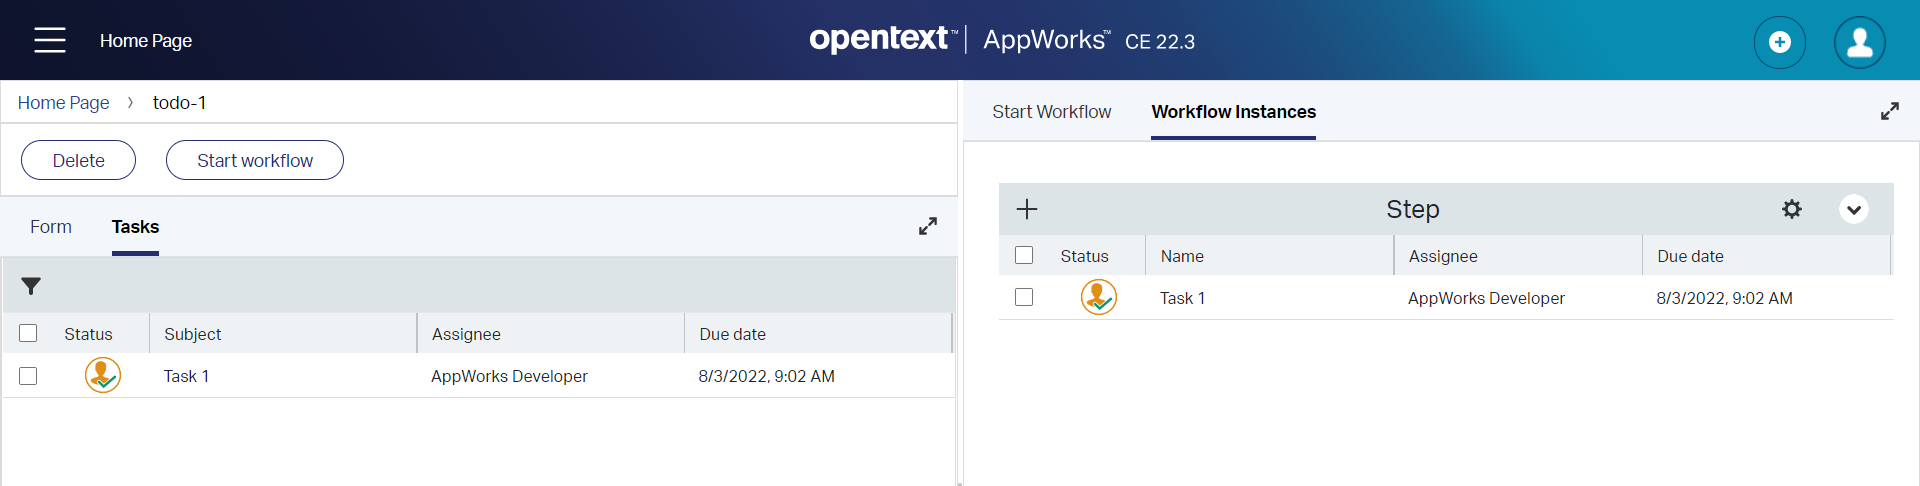 Home Page
opentext™ | AppWorks™ CE 22.3
Home Page › todo-1
Delete
Start workflow
Form
Tasks
Status
Subject
Assignee
Due date
Task 1
AppWorks Developer
8/3/2022, 9:02 AM
Start Workflow
Workflow Instances
Step
Status
Name
Assignee
Due date
Task 1
AppWorks Developer
8/3/2022, 9:02 AM